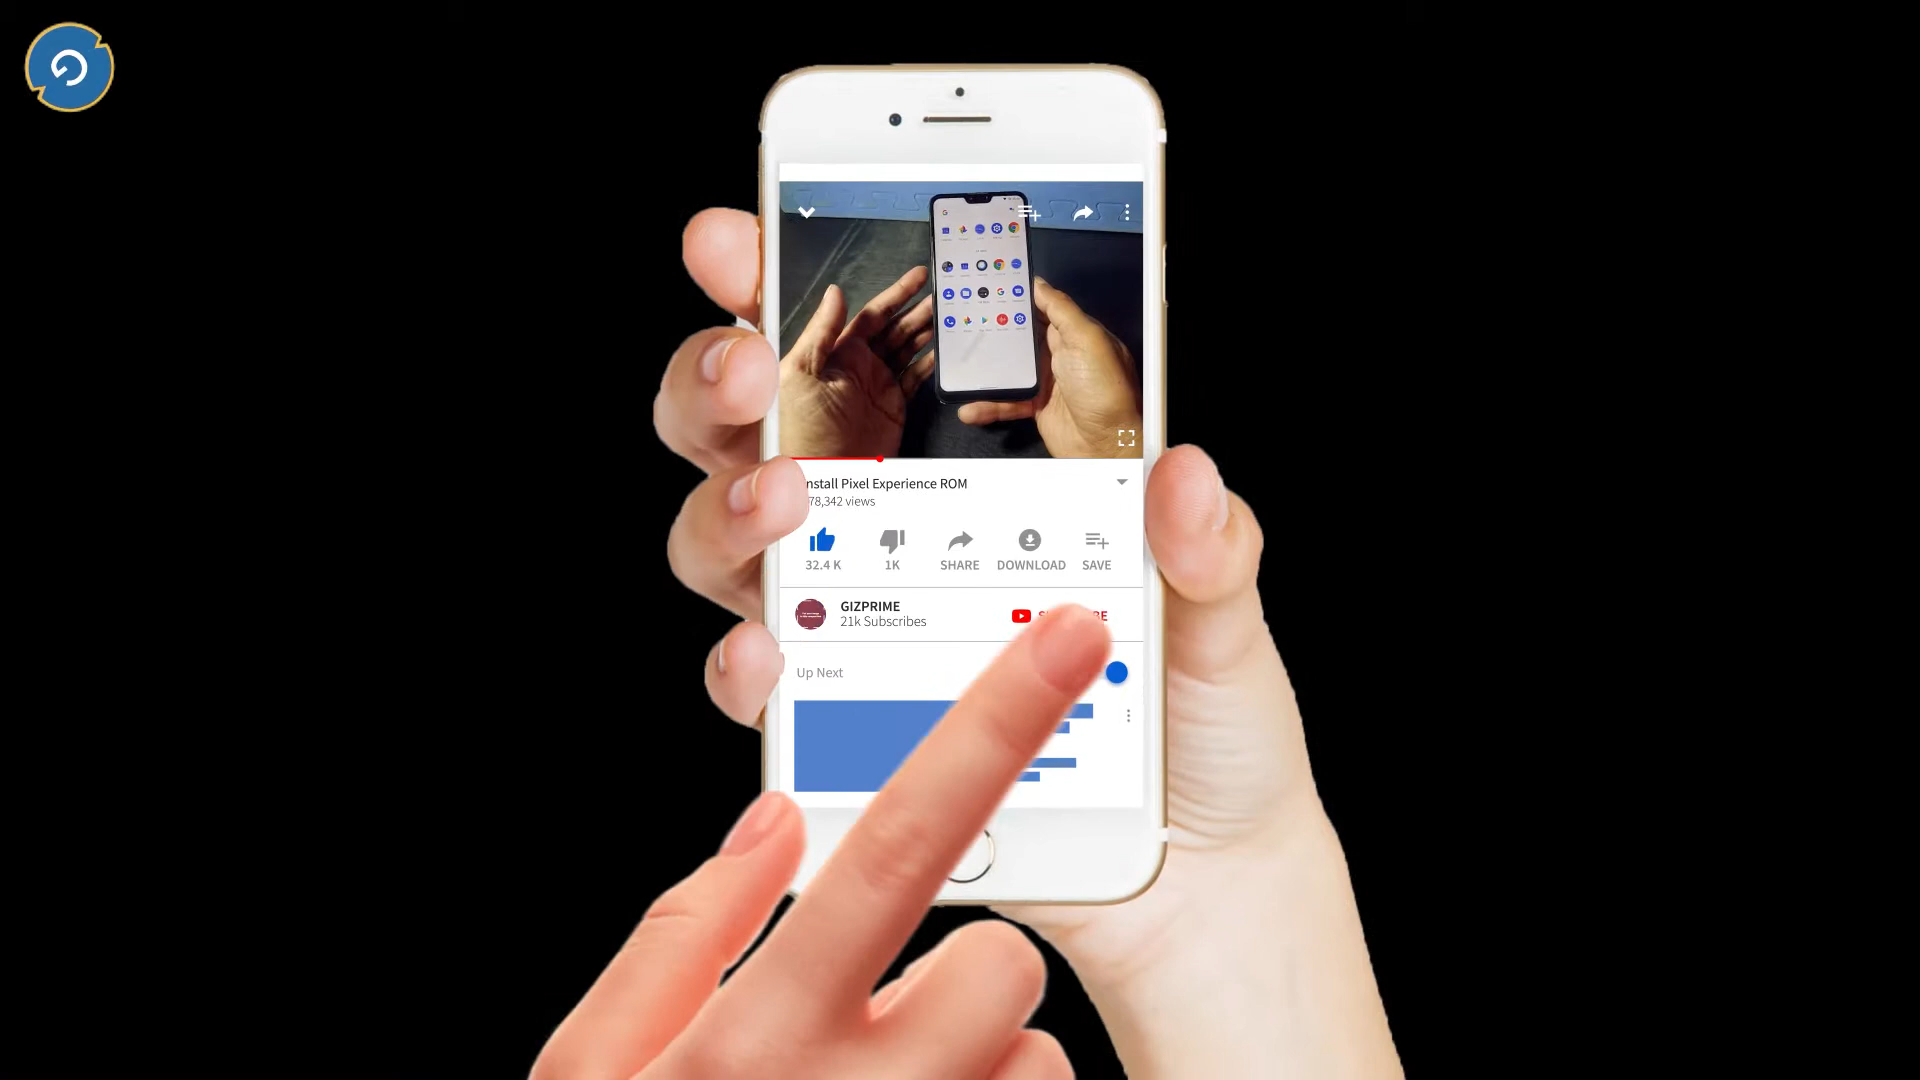 nstall Pixel Experience ROM
78,342 views
32.4 K
1K
SHARE
DOWNLOAD
SAVE
GIZPRIME
21k Subscribes
Up Next